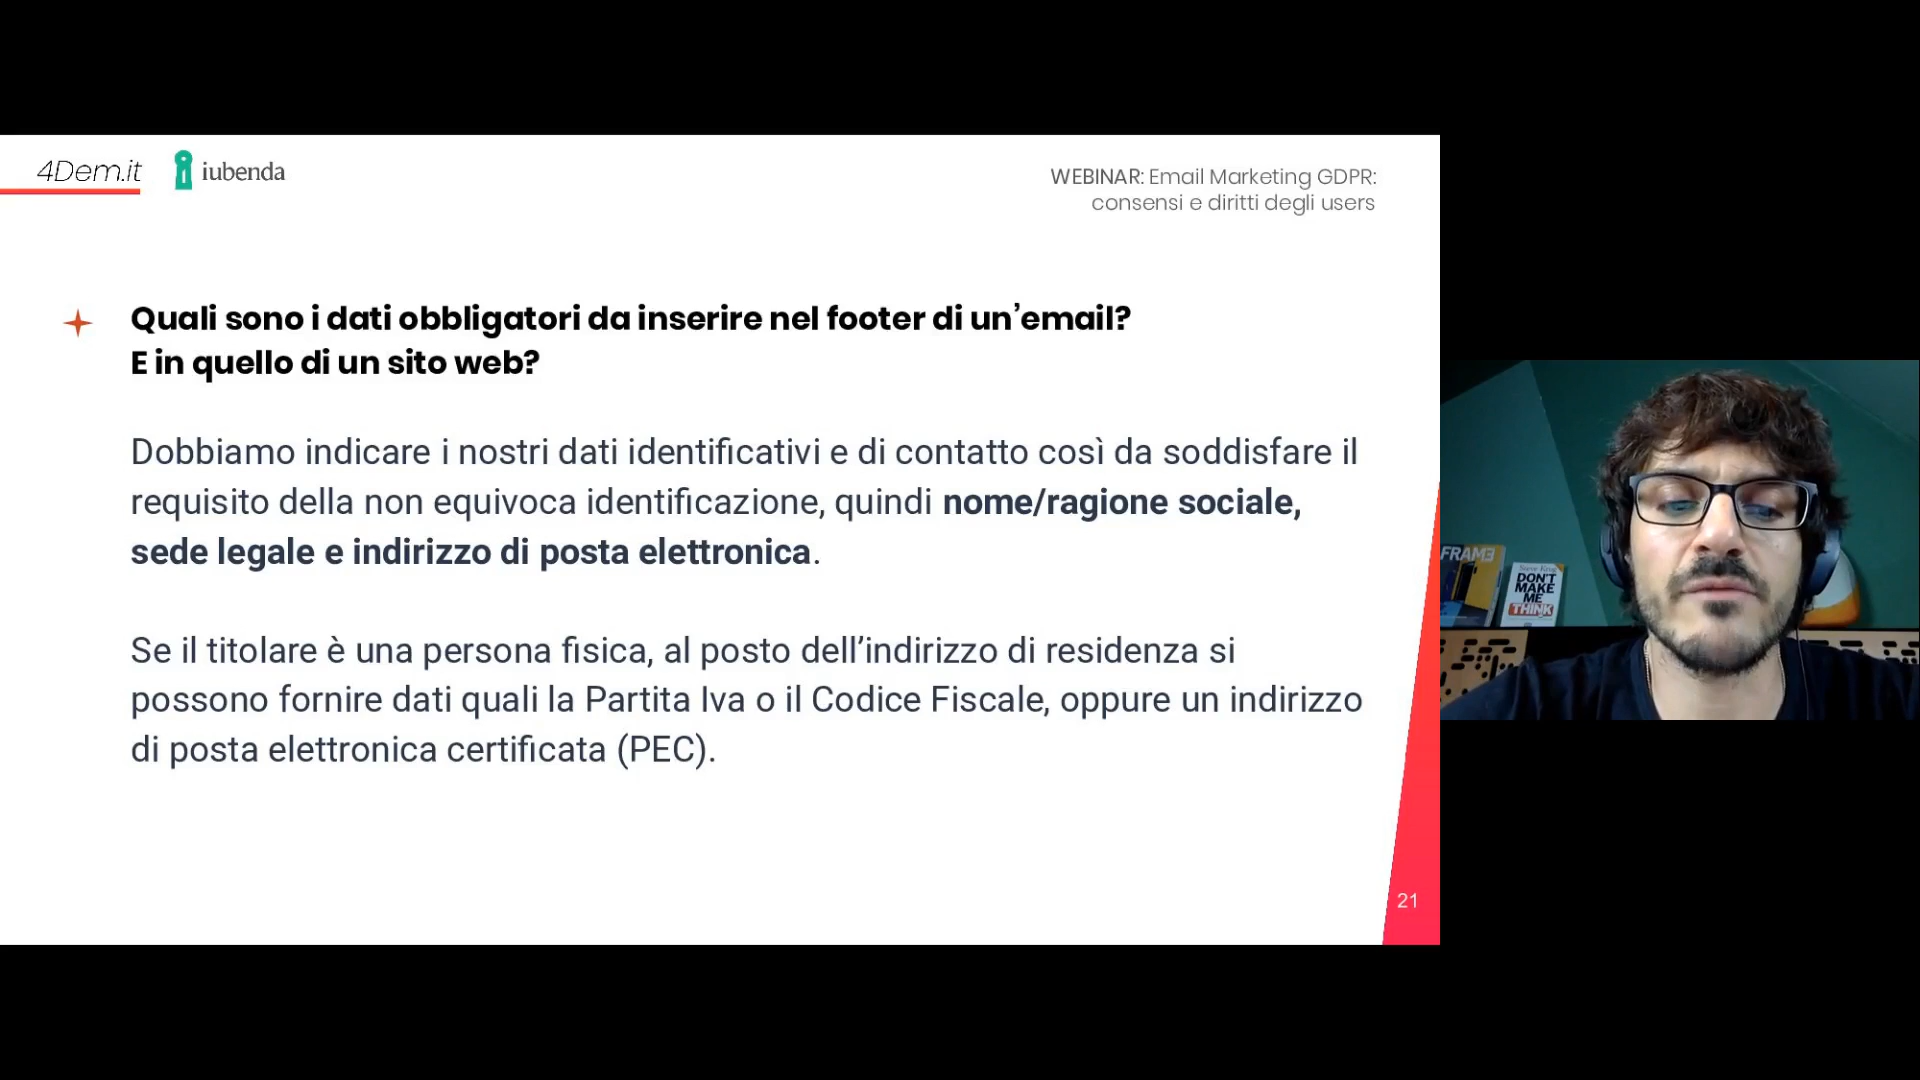 4Dem.it
iubenda
WEBINAR: Email Marketing GDPR:
consensi e diritti degli users
Quali sono i dati obbligatori da inserire nel footer di un’email?
E in quello di un sito web?
Dobbiamo indicare i nostri dati identificativi e di contatto così da soddisfare il
requisito della non equivoca identificazione, quindi nome/ragione sociale,
sede legale e indirizzo di posta elettronica.
Se il titolare è una persona fisica, al posto dell’indirizzo di residenza si
possono fornire dati quali la Partita Iva o il Codice Fiscale, oppure un indirizzo
di posta elettronica certificata (PEC).
21
FRAME
Steve Krug
DON'T
MAKE
ME
THINK